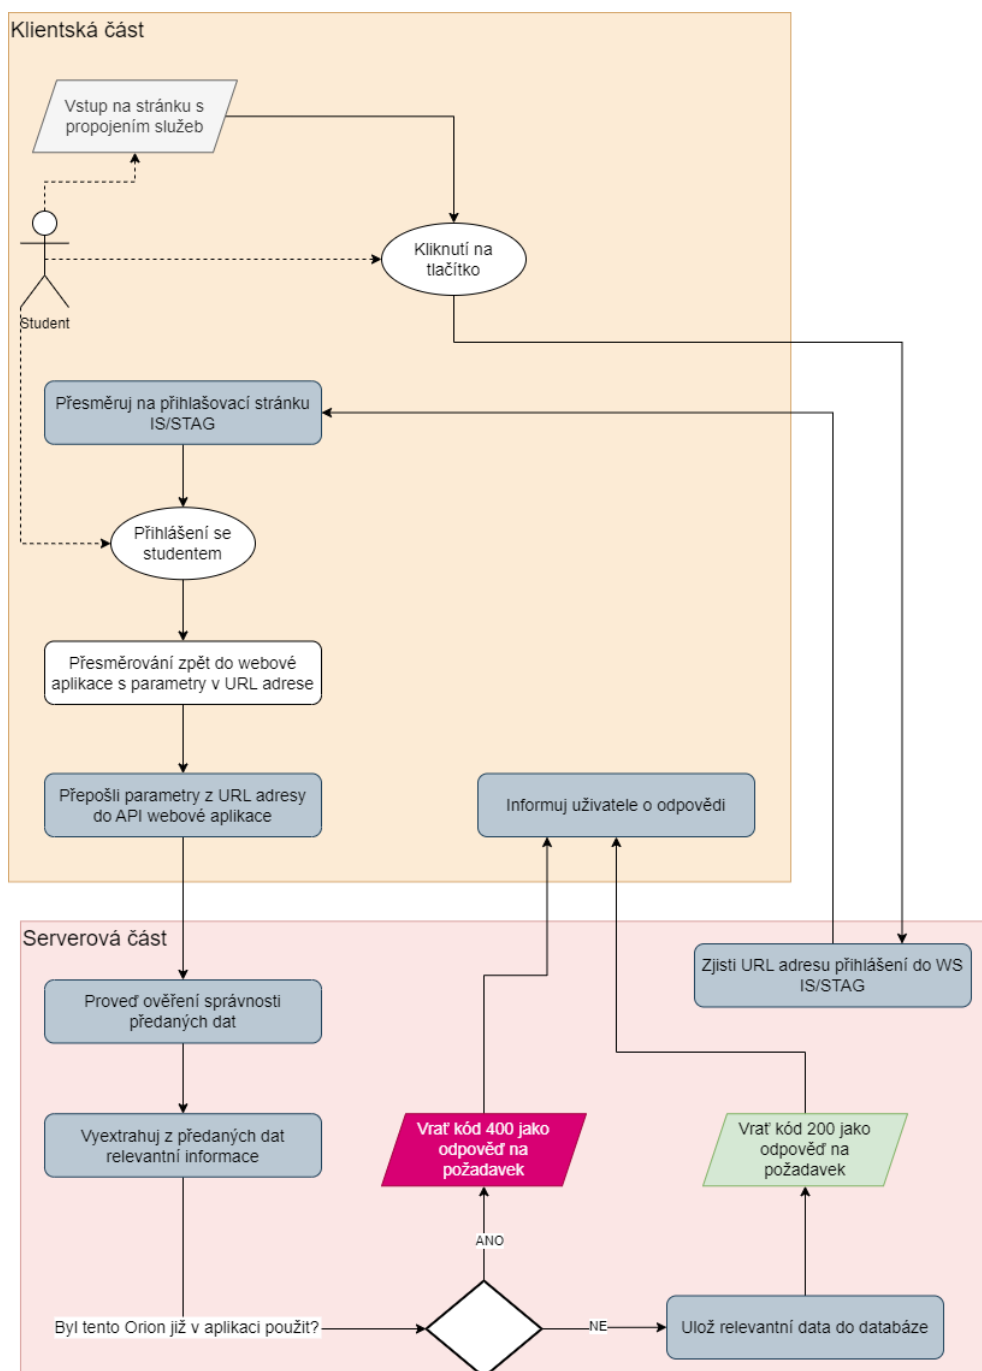 Klientská část
Vstup na stránku s
propojením služeb
Kliknutí na
tlačítko
Student
Přesměruj na přihlašovací stránku
IS/STAG
Přihlášení se
studentem
Přesměrování zpět do webové
aplikace s parametry v URL adrese
Přepošli parametry z URL adresy
do API webové aplikace
Informuj uživatele o odpovědi
Serverová část
Zjisti URL adresu přihlášení do WS
IS/STAG
Proveď ověření správnosti
předaných dat
Vyextrahuj z předaných dat
relevantní informace
Vrať kód 400 jako
odpověď na
požadavek
Vrať kód 200 jako
odpověď na
požadavek
ANO
Byl tento Orion již v aplikaci použit?
NE
Ulož relevantní data do databáze